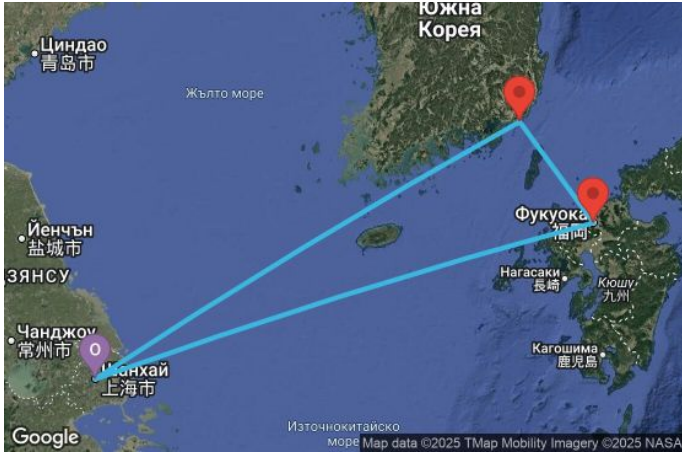 Южна
Корея
Циндао
青岛市
Жълто море
Йенчън
盐城市
ЗЯНСУ
Чанджоу
常州市
О
Шанхай
上海市
Фукуока
福岡
Нагасаки
長崎
Кюшу
九州
Кагошима
鹿児島
Източнокитайско
море
Google
Map data ©2025 TMap Mobility Imagery ©2025 NASA